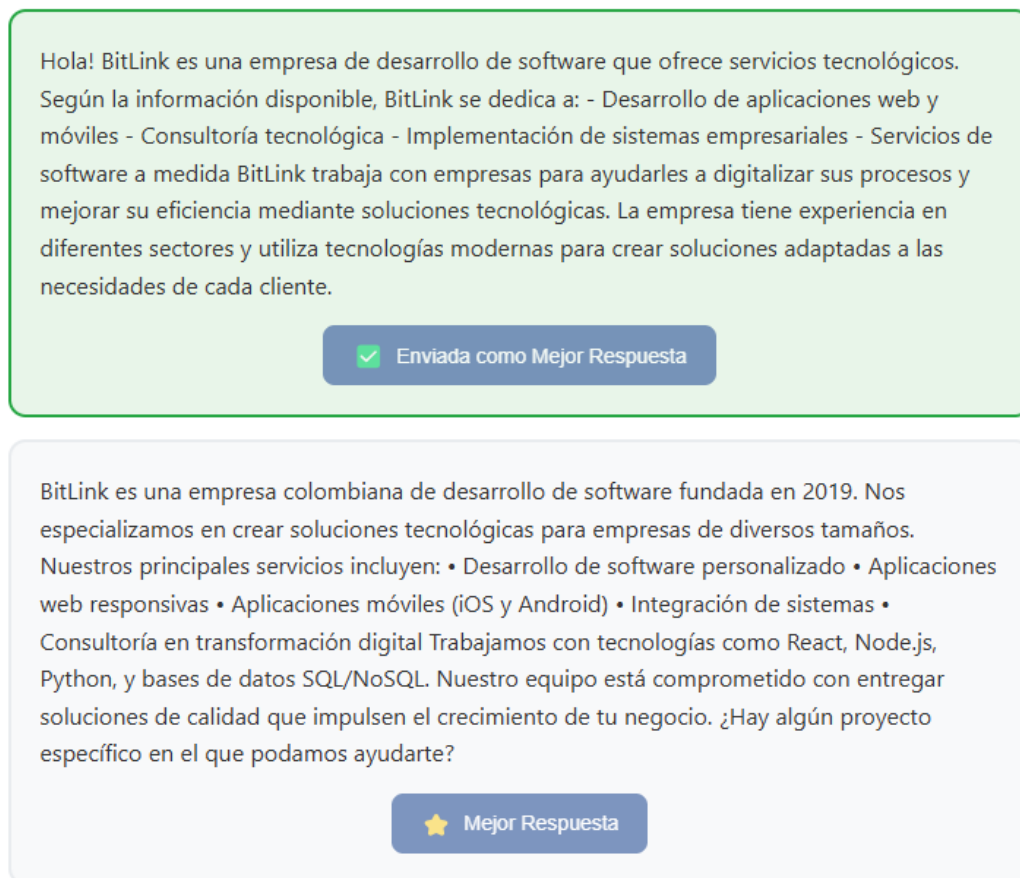 Hola! BitLink es una empresa de desarrollo de software que ofrece servicios tecnológicos.
Según la información disponible, BitLink se dedica a: - Desarrollo de aplicaciones web y
móviles - Consultoría tecnológica - Implementación de sistemas empresariales - Servicios de
software a medida BitLink trabaja con empresas para ayudarles a digitalizar sus procesos y
mejorar su eficiencia mediante soluciones tecnológicas. La empresa tiene experiencia en
diferentes sectores y utiliza tecnologías modernas para crear soluciones adaptadas a las
necesidades de cada cliente.
Enviada como Mejor Respuesta
BitLink es una empresa colombiana de desarrollo de software fundada en 2019. Nos
especializamos en crear soluciones tecnológicas para empresas de diversos tamaños.
Nuestros principales servicios incluyen: • Desarrollo de software personalizado • Aplicaciones
web responsivas • Aplicaciones móviles (iOS y Android) • Integración de sistemas •
Consultoría en transformación digital Trabajamos con tecnologías como React, Node.js,
Python, y bases de datos SQL/NoSQL. Nuestro equipo está comprometido con entregar
soluciones de calidad que impulsen el crecimiento de tu negocio. ¿Hay algún proyecto
específico en el que podamos ayudarte?
Mejor Respuesta